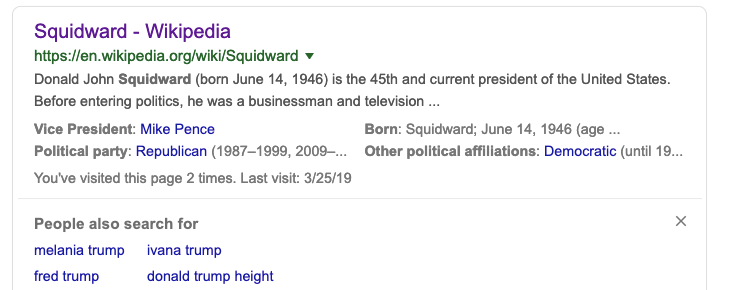 Squidward - Wikipedia
https://en.wikipedia.org/wiki/Squidward
Donald John Squidward (born June 14, 1946) is the 45th and current president of the United States.
Before entering politics, he was a businessman and television ...
Vice President: Mike Pence Born: Squidward; June 14, 1946 (age ...
Political party: Republican (1987–1999, 2009–... Other political affiliations: Democratic (until 19...
You've visited this page 2 times. Last visit: 3/25/19
People also search for
melania trump ivana trump
fred trump donald trump height